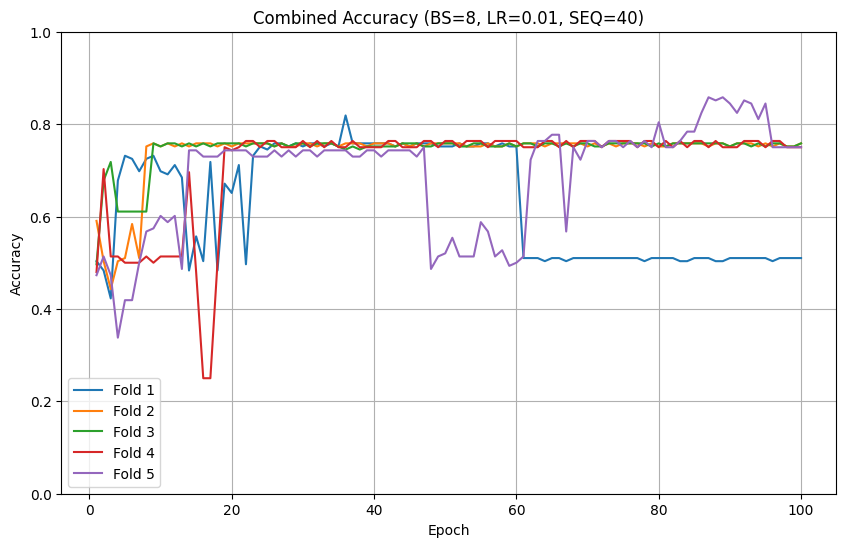 Combined Accuracy (BS=8, LR=0.01, SEQ=40)
1.0
0.8
0.6
0.4
0.2
0.0
Accuracy
Fold 1
Fold 2
Fold 3
Fold 4
Fold 5
0 20 40 60 80 100
Epoch